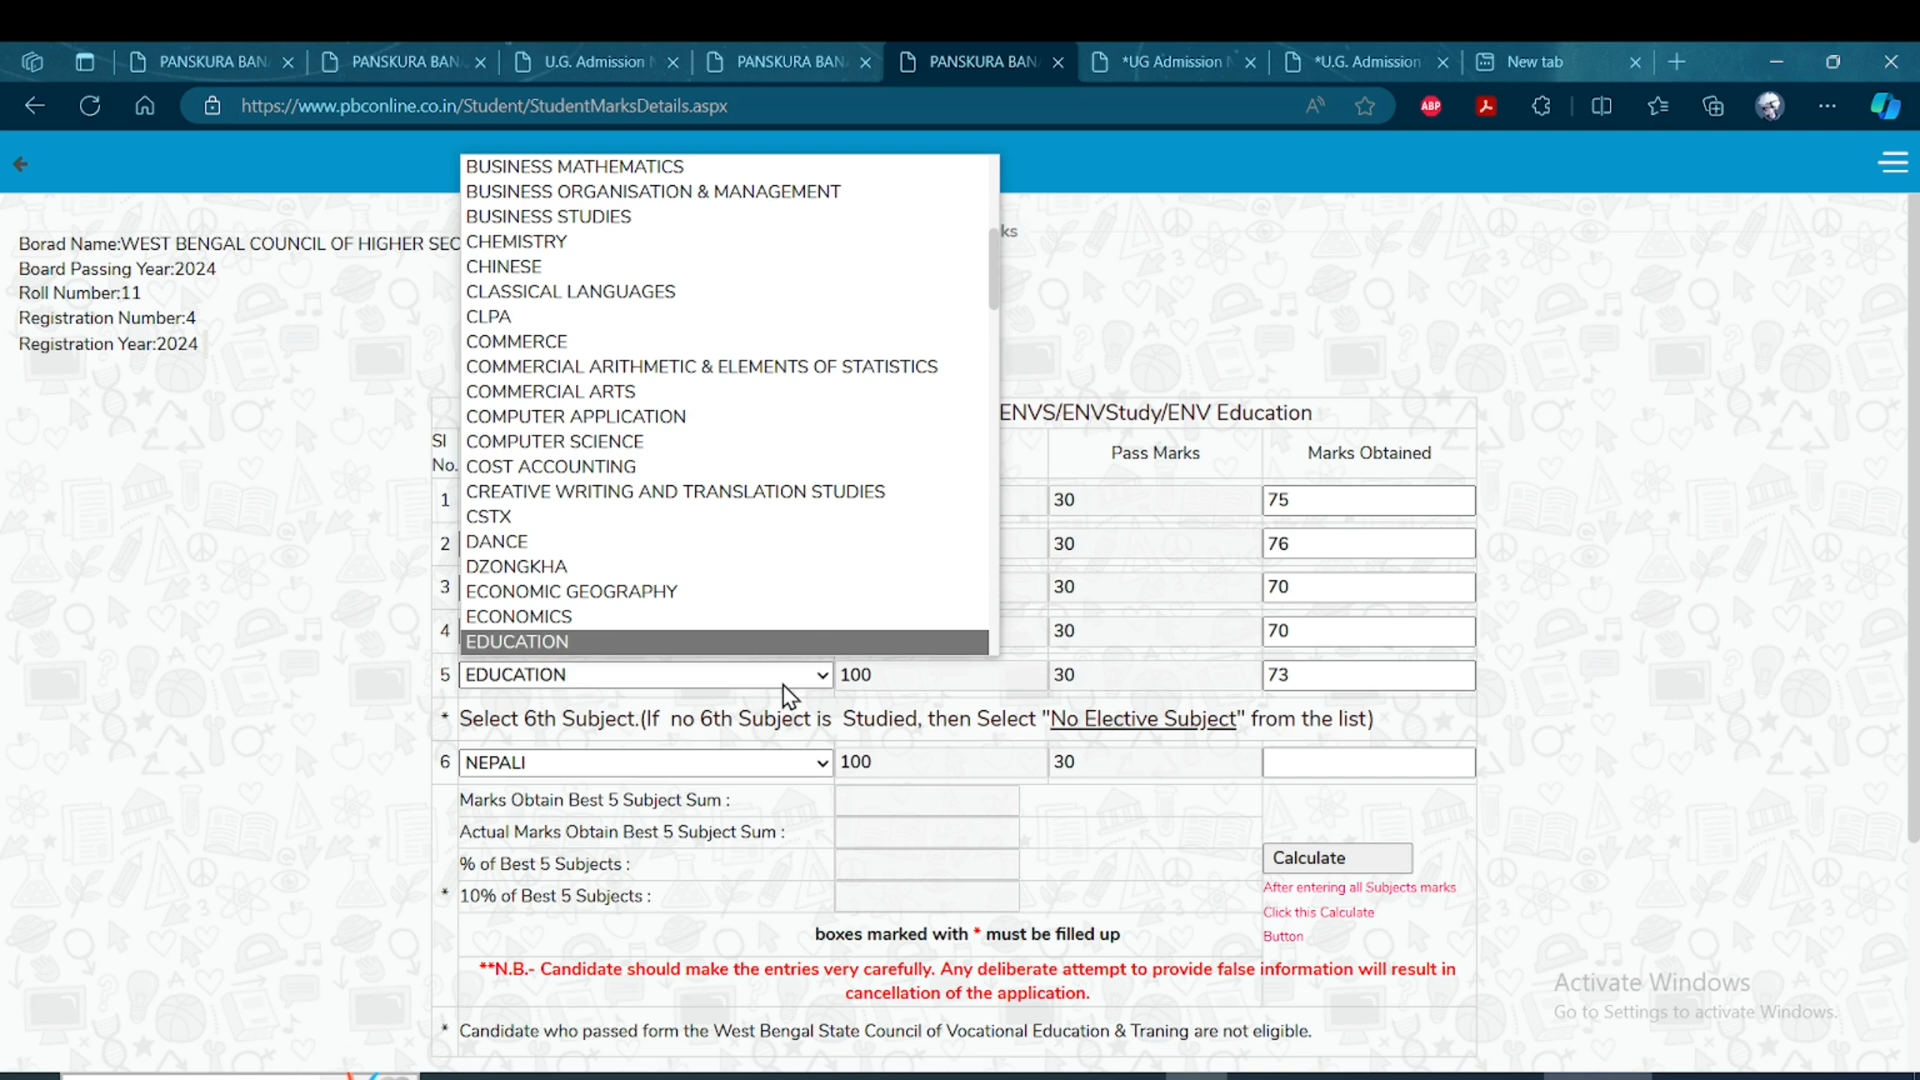 PANSKURA BAN
PANSKURA BAN
U.G. Admission
PANSKURA BAN
PANSKURA BAN
*UG Admission
*U.G. Admission
New tab
https://www.pbconline.co.in/Student/StudentMarksDetails.aspx
ABP
Borad Name:WEST BENGAL COUNCIL OF HIGHER SEC
Board Passing Year:2024
Roll Number:11
Registration Number:4
Registration Year:2024
ks
BUSINESS MATHEMATICS
BUSINESS ORGANISATION & MANAGEMENT
BUSINESS STUDIES
CHEMISTRY
CHINESE
CLASSICAL LANGUAGES
CLPA
COMMERCE
COMMERCIAL ARITHMETIC & ELEMENTS OF STATISTICS
COMMERCIAL ARTS
COMPUTER APPLICATION
COMPUTER SCIENCE
COST ACCOUNTING
CREATIVE WRITING AND TRANSLATION STUDIES
CSTX
DANCE
DZONGKHA
ECONOMIC GEOGRAPHY
ECONOMICS
EDUCATION
ENVS/ENVStudy/ENV Education
Sl No. Pass Marks Marks Obtained
1 30 75
2 30 76
3 30 70
4 30 70
5 EDUCATION 100 30 73
* Select 6th Subject.(If no 6th Subject is Studied, then Select "No Elective Subject" from the list)
6 NEPALI 100 30
Marks Obtain Best 5 Subject Sum :
Actual Marks Obtain Best 5 Subject Sum :
% of Best 5 Subjects :
* 10% of Best 5 Subjects :
Calculate
After entering all Subjects marks
Click this Calculate
Button
boxes marked with * must be filled up
**N.B.- Candidate should make the entries very carefully. Any deliberate attempt to provide false information will result in
cancellation of the application.
* Candidate who passed form the West Bengal State Council of Vocational Education & Traning are not eligible.
Activate Windows
Go to Settings to activate Windows.